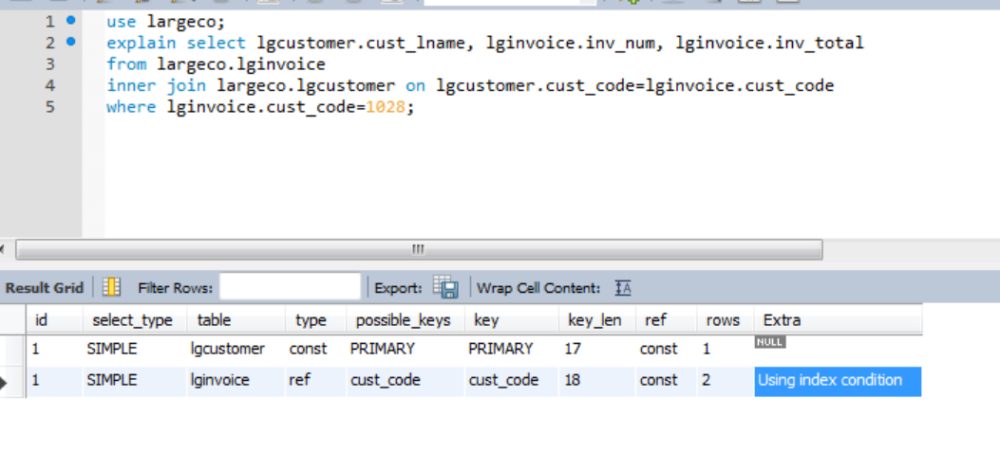 1 use largeco;
2 explain select lgcustomer.cust_lname, lginvoice.inv_num, lginvoice.inv_total
3 from largeco.lginvoice
4 inner join largeco.lgcustomer on lgcustomer.cust_code=lginvoice.cust_code
5 where lginvoice.cust_code=1028;
Result Grid Filter Rows: Export: Wrap Cell Content: IA
id select_type table type possible_keys key key_len ref rows Extra
1 SIMPLE lgcustomer const PRIMARY PRIMARY 17 const 1 NULL
1 SIMPLE lginvoice ref cust_code cust_code 18 const 2 Using index condition